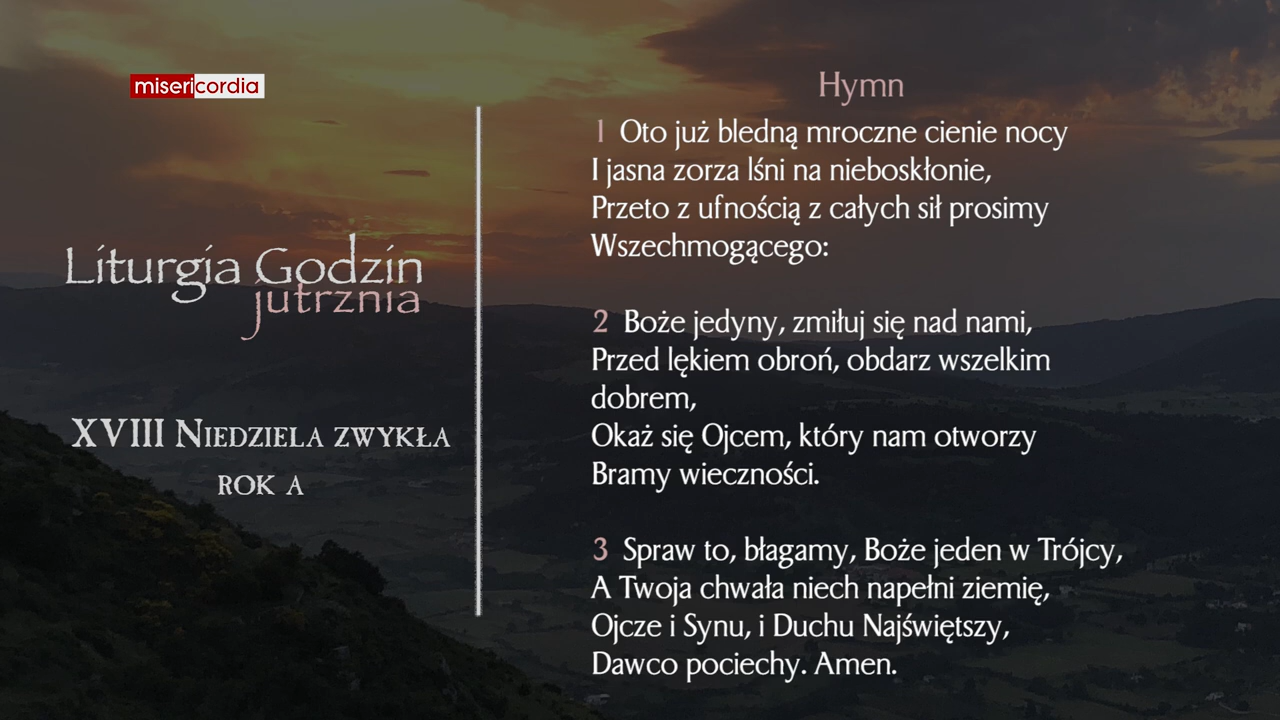 misericordia
Liturgia Godzin
jutrznia
XVIII Niedziela zwykła
rok A
Hymn
1 Oto już bledną mroczne cienie nocy
I jasna zorza lśni na nieboskłonie,
Przeto z ufnością z całych sił prosimy
Wszechmogącego:
2 Boże jedyny, zmiłuj się nad nami,
Przed lękiem obroń, obdarz wszelkim
dobrem,
Okaż się Ojcem, który nam otworzy
Bramy wieczności.
3 Spraw to, błagamy, Boże jeden w Trójcy,
A Twoja chwała niech napełni ziemię,
Ojcze i Synu, i Duchu Najświętszy,
Dawco pociechy. Amen.